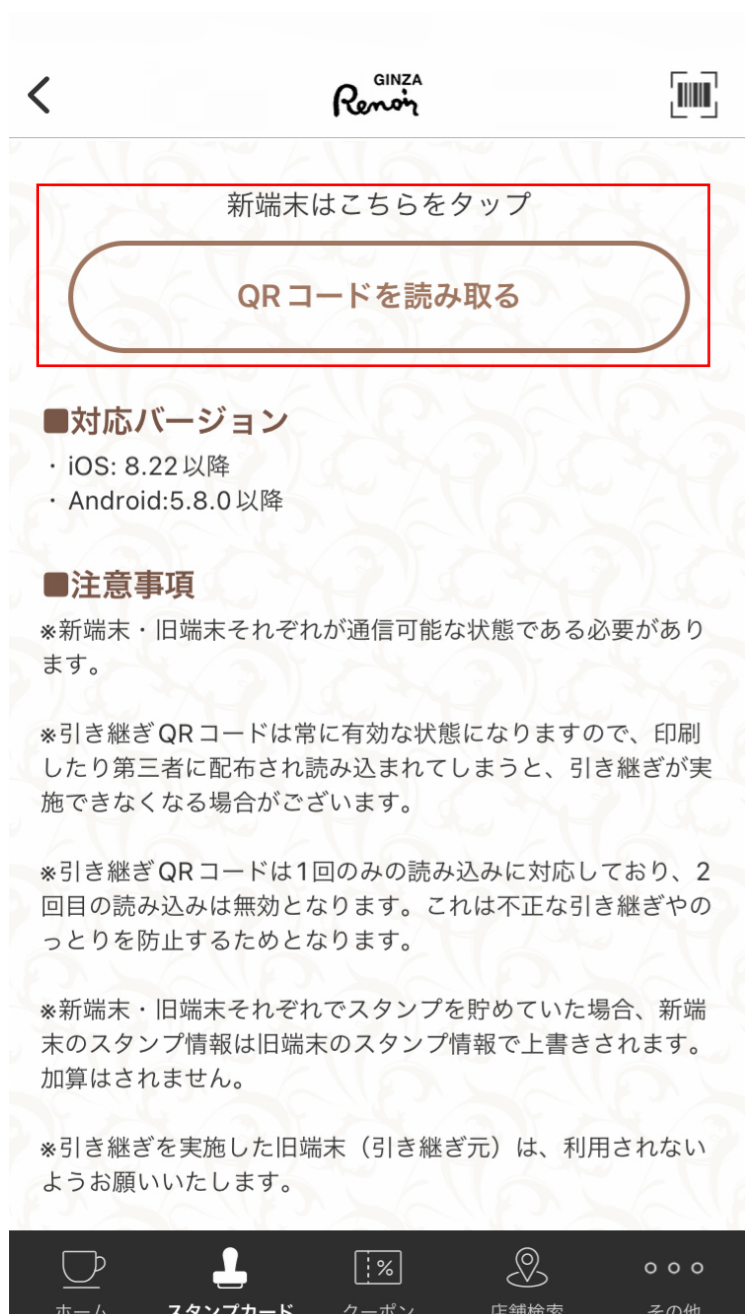 GINZA
Renoir
新端末はこちらをタップ
QRコードを読み取る
■対応バージョン
・iOS: 8.22以降
・Android:5.8.0以降
■注意事項
※新端末・旧端末それぞれが通信可能な状態である必要があり
ます。
※引き継ぎQRコードは常に有効な状態になりますので、印刷
したり第三者に配布され読み込まれてしまうと、引き継ぎが実
施できなくなる場合がございます。
※引き継ぎQRコードは1回のみの読み込みに対応しており、2
回目の読み込みは無効となります。これは不正な引き継ぎやの
っとりを防止するためとなります。
※新端末・旧端末それぞれでスタンプを貯めていた場合、新端
末のスタンプ情報は旧端末のスタンプ情報で上書きされます。
加算はされません。
※引き継ぎを実施した旧端末（引き継ぎ元）は、利用されない
ようお願いいたします。
ホーム スタンプカード クーポン 店舗検索 その他